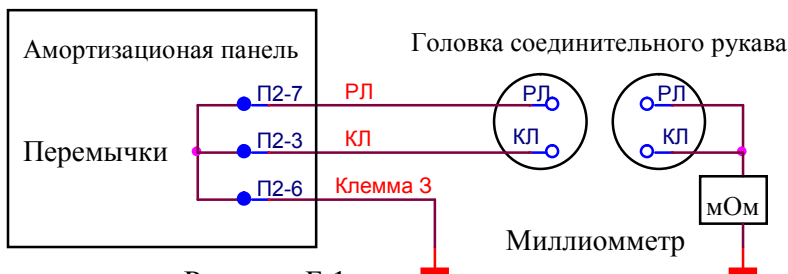 Амортизационая панель
Головка соединительного рукава
П2-7 РЛ РЛ РЛ
П2-3 КЛ КЛ КЛ
Перемычки
П2-6 Клемма 3
мОм
Миллиомметр